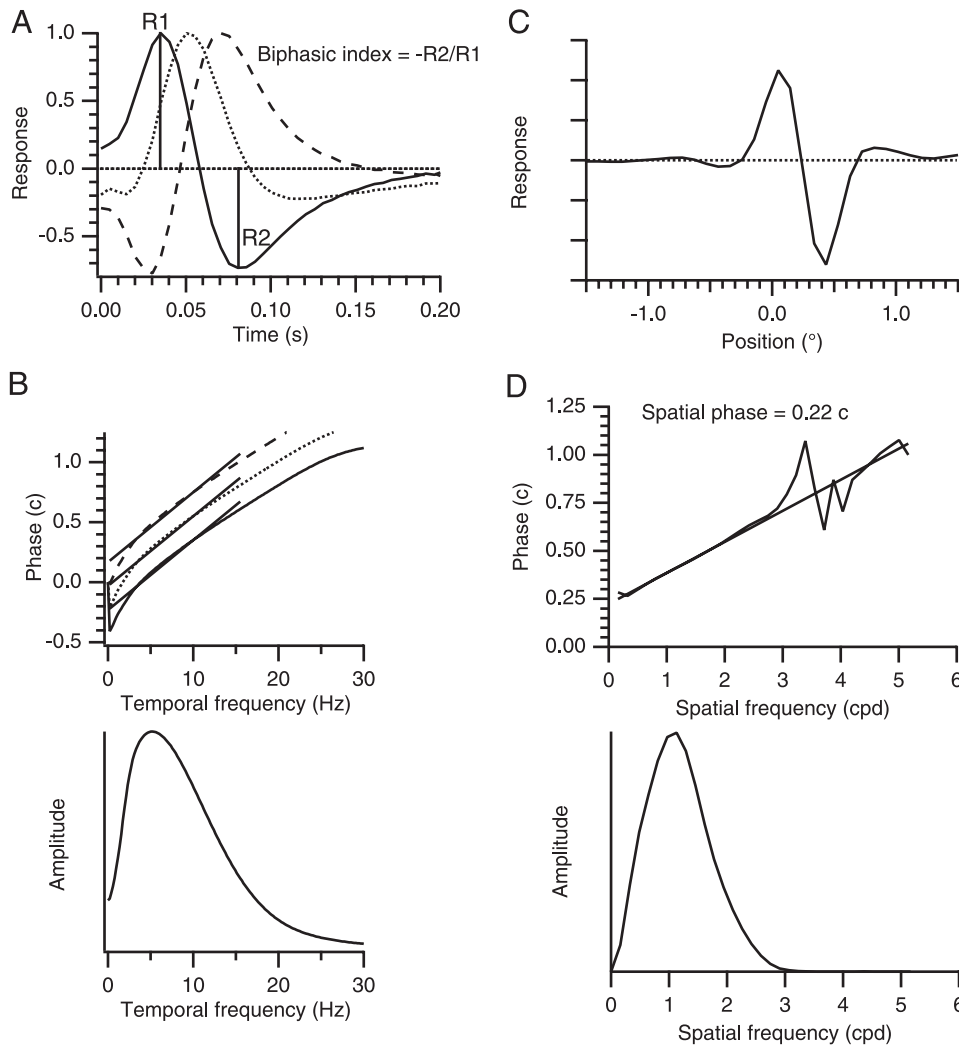 A
R1
Biphasic index = -R2/R1
1.0
0.5
0.0
-0.5
Response
R2
0.00 0.05 0.10 0.15 0.20
Time (s)
C
Response
-1.0 0.0 1.0
Position (°)
B
1.0
0.5
0.0
-0.5
Phase (c)
0 10 20 30
Temporal frequency (Hz)
Amplitude
0 10 20 30
Temporal frequency (Hz)
D
Spatial phase = 0.22 c
1.25
1.00
0.75
0.50
0.25
0.00
Phase (c)
0 1 2 3 4 5 6
Spatial frequency (cpd)
Amplitude
0 1 2 3 4 5 6
Spatial frequency (cpd)